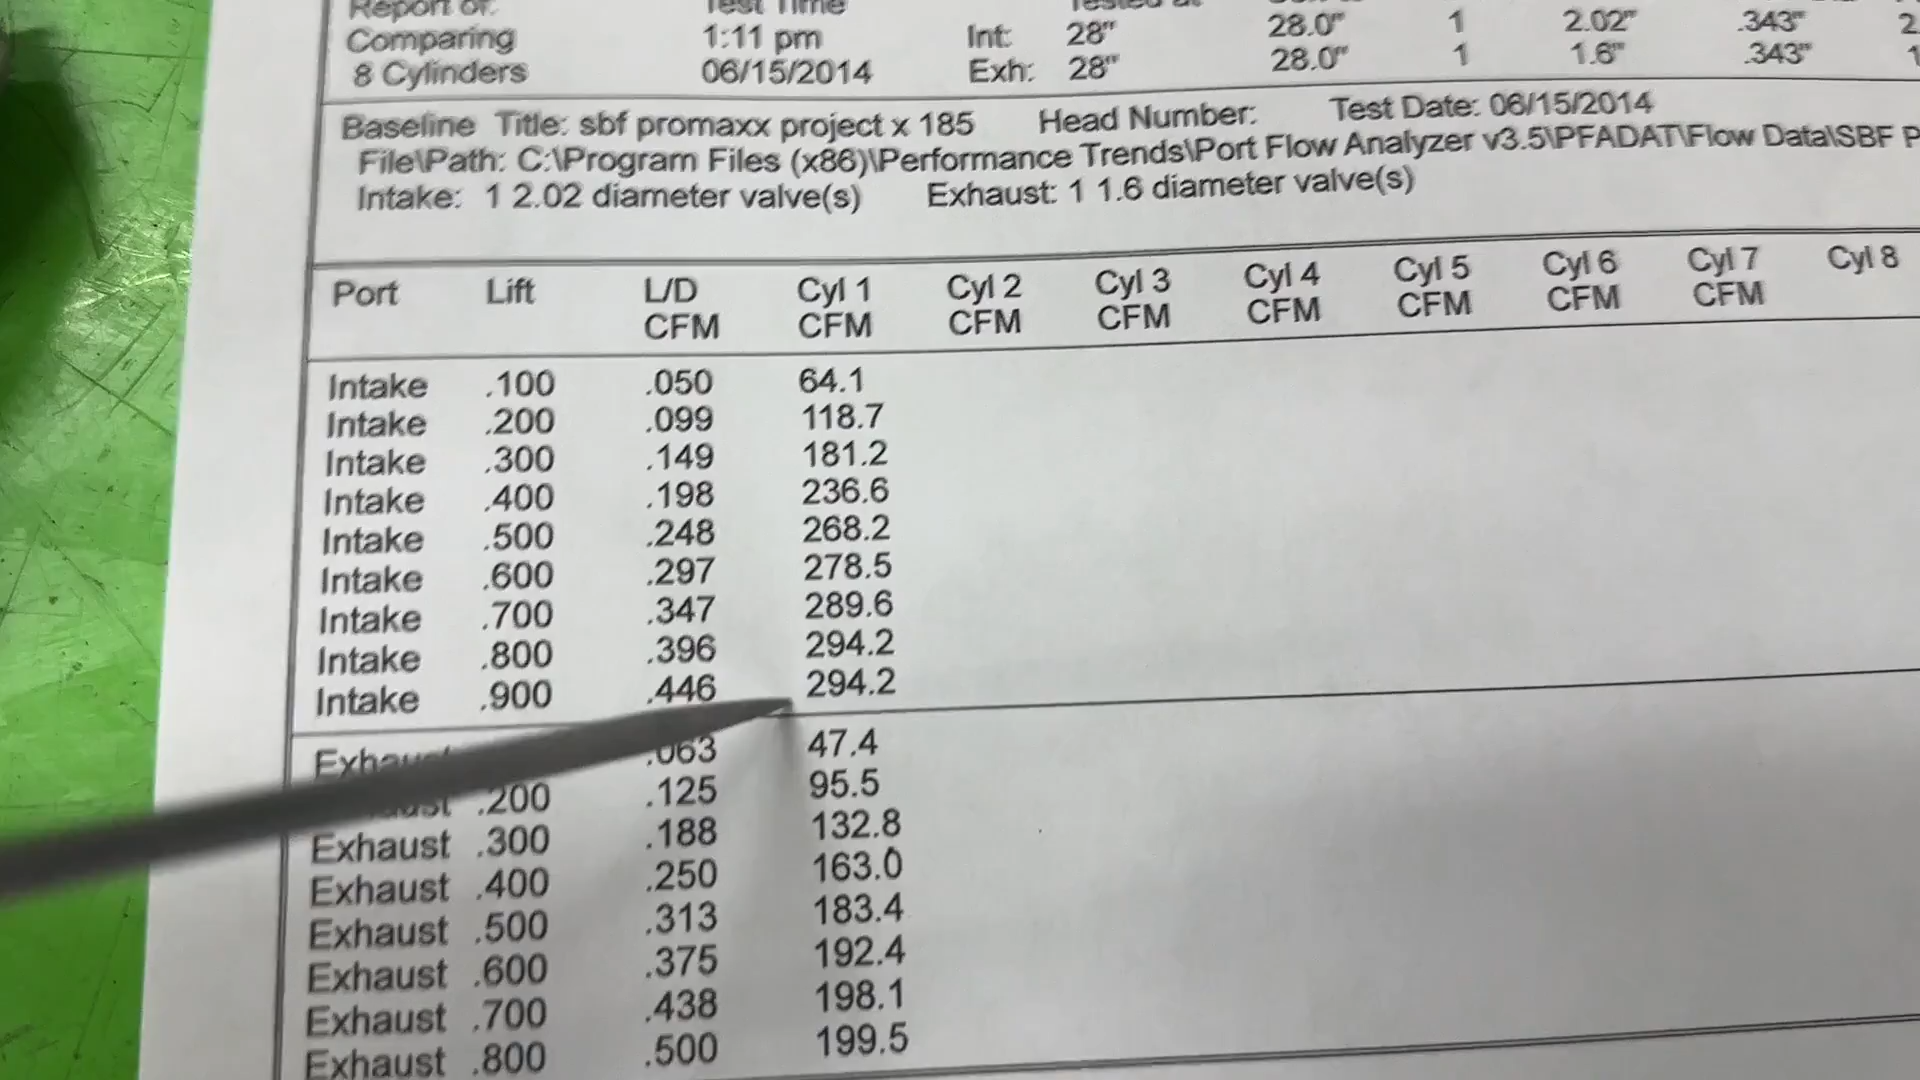 Report of: Test Time Tested at
Comparing 1:11 pm Int: 28" 28.0" 1 2.02" .343" 2.
8 Cylinders 06/15/2014 Exh: 28" 28.0" 1 1.6" .343" 1
Baseline Title: sbf promaxx project x 185 Head Number: Test Date: 06/15/2014
File\Path: C:\Program Files (x86)\Performance Trends\Port Flow Analyzer v3.5\PFADAT\Flow Data\SBF P
Intake: 1 2.02 diameter valve(s) Exhaust: 1 1.6 diameter valve(s)
Port Lift L/D Cyl 1 Cyl 2 Cyl 3 Cyl 4 Cyl 5 Cyl 6 Cyl 7 Cyl 8
CFM CFM CFM CFM CFM CFM CFM CFM
Intake .100 .050 64.1
Intake .200 .099 118.7
Intake .300 .149 181.2
Intake .400 .198 236.6
Intake .500 .248 268.2
Intake .600 .297 278.5
Intake .700 .347 289.6
Intake .800 .396 294.2
Intake .900 .446 294.2
Exhaust .063 47.4
.200 .125 95.5
Exhaust .300 .188 132.8
Exhaust .400 .250 163.0
Exhaust .500 .313 183.4
Exhaust .600 .375 192.4
Exhaust .700 .438 198.1
Exhaust .800 .500 199.5